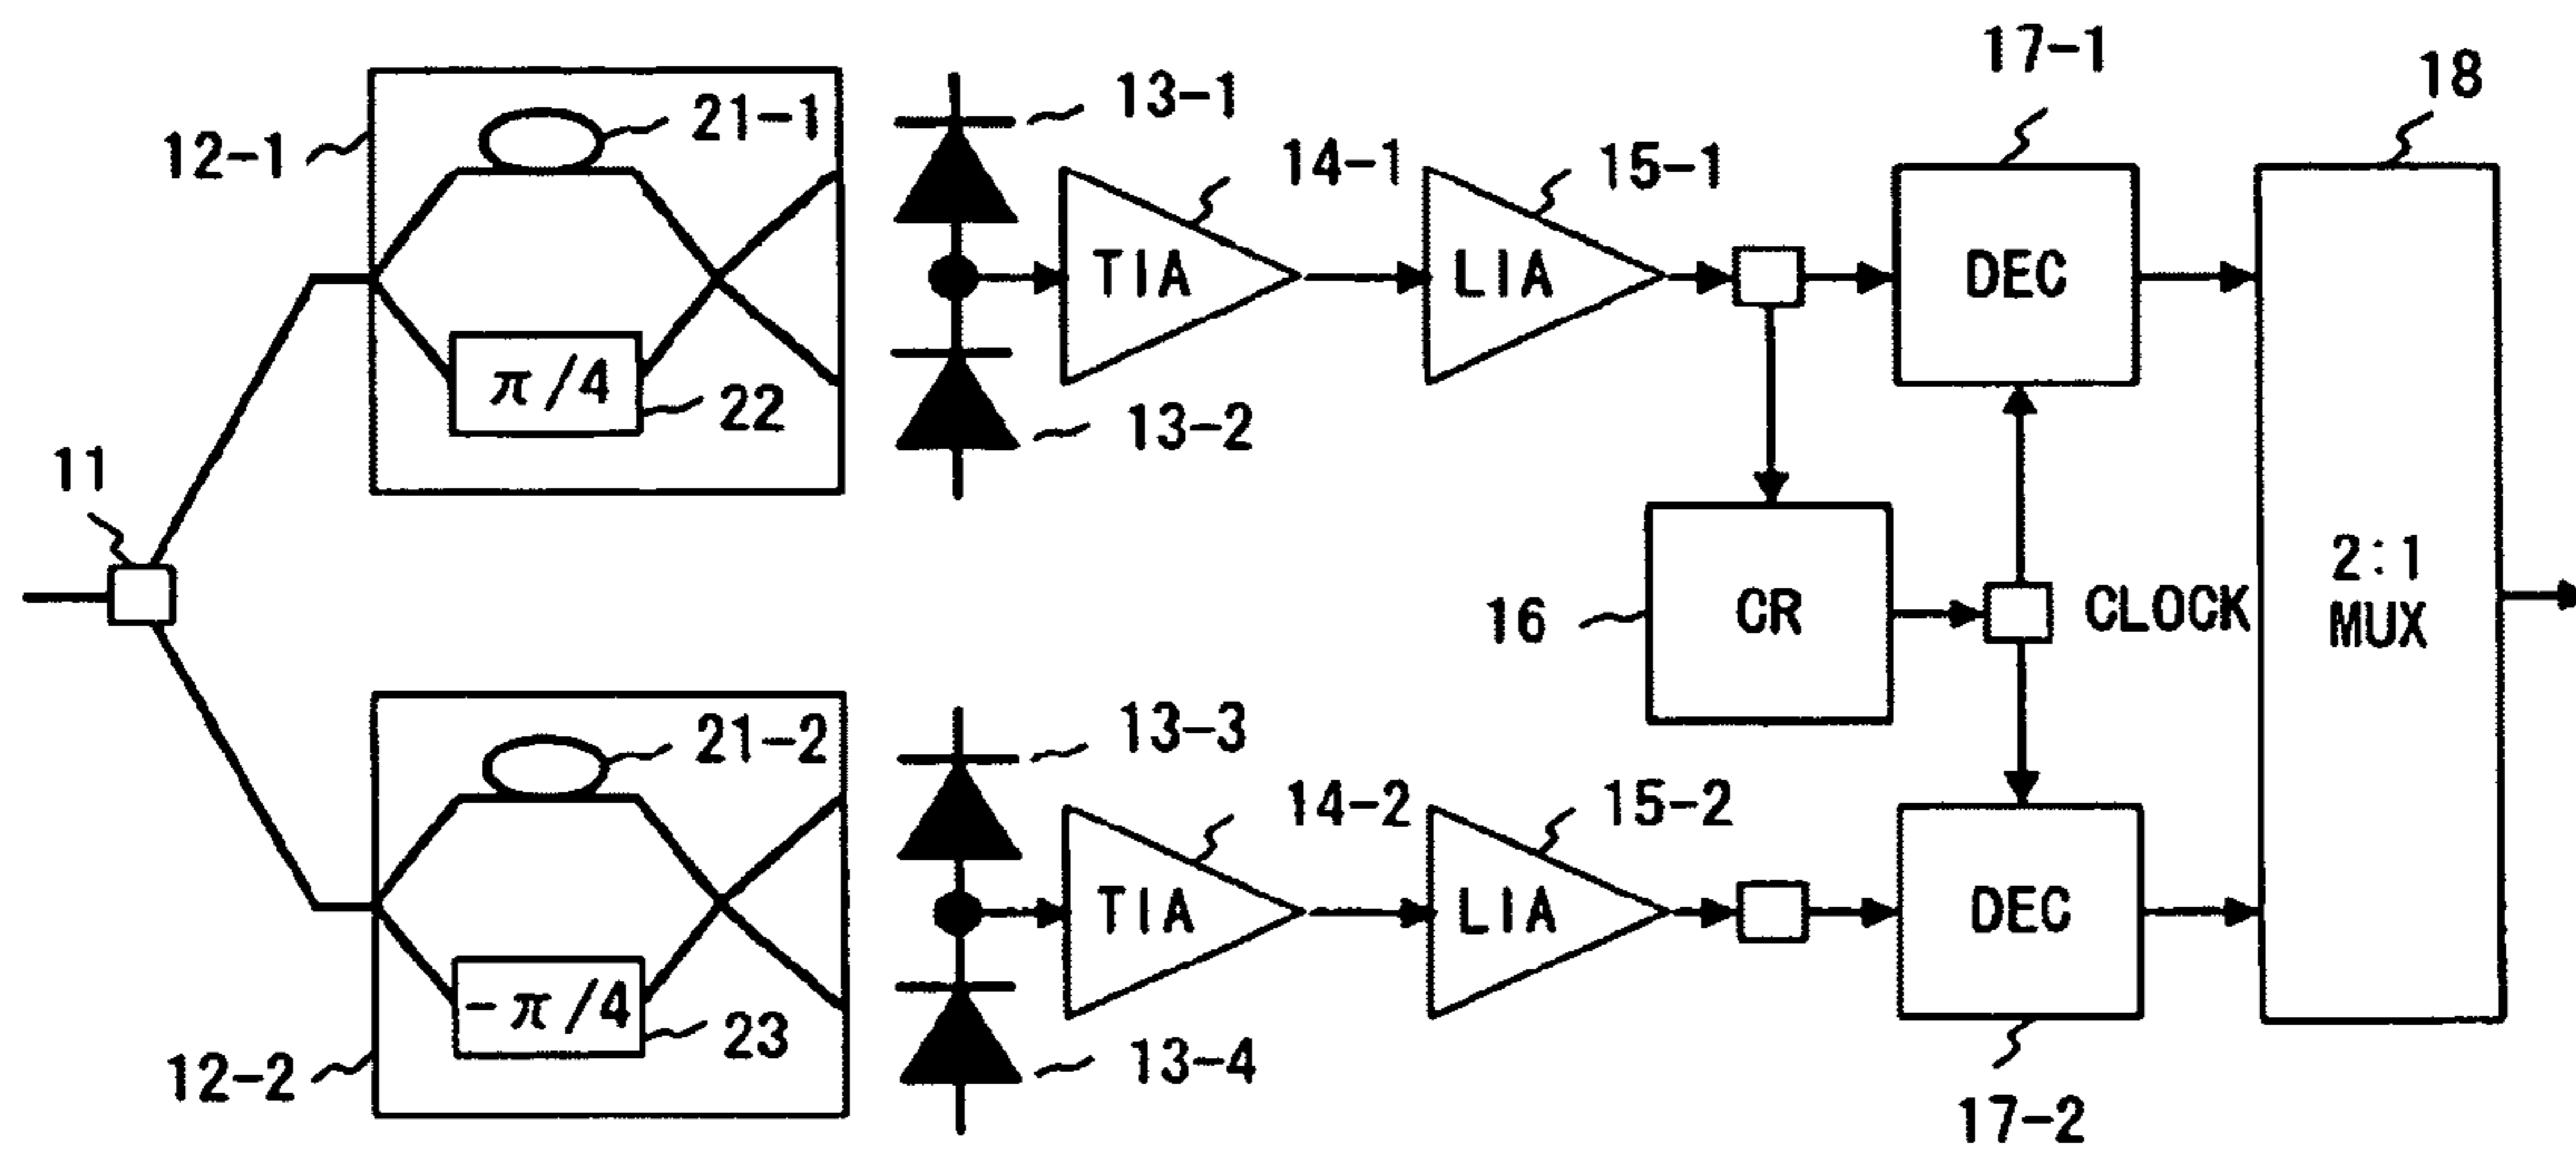 17-1
18
13-1
21-1
12-1
14-1
15-1
TIA
LIA
DEC
π/4
22
13-2
11
2:1
MUX
16
CR
CLOCK
13-3
21-2
14-2
15-2
TIA
LIA
DEC
-π/4
23
13-4
12-2
17-2